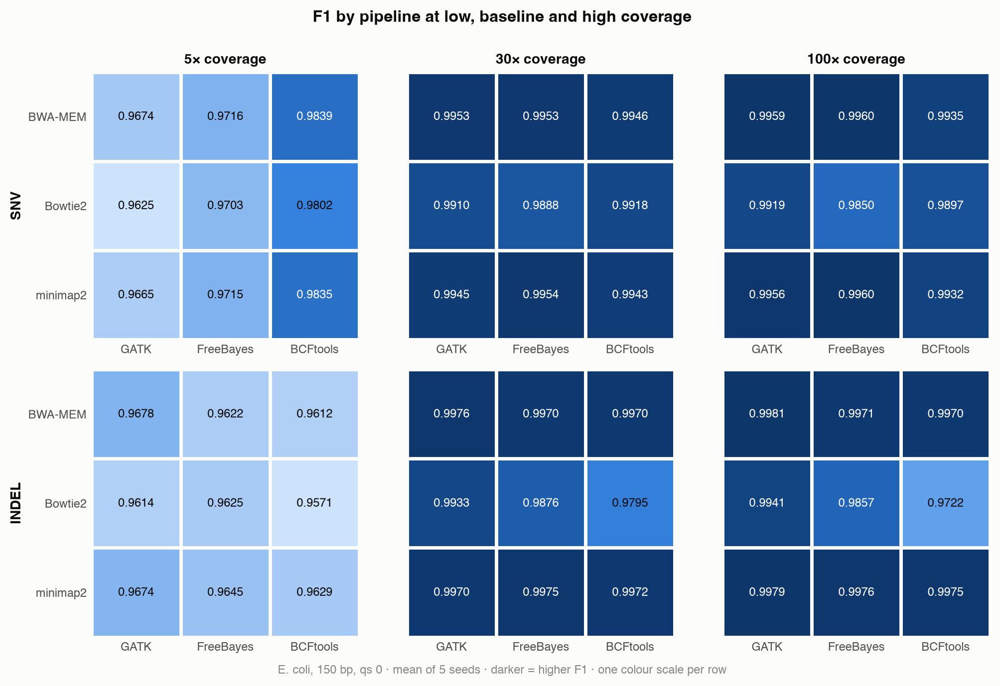 F1 by pipeline at low, baseline and high coverage
5× coverage 30× coverage 100× coverage
SNV
BWA-MEM 0.9674 0.9716 0.9839 0.9953 0.9953 0.9946 0.9959 0.9960 0.9935
Bowtie2 0.9625 0.9703 0.9802 0.9910 0.9888 0.9918 0.9919 0.9850 0.9897
minimap2 0.9665 0.9715 0.9835 0.9945 0.9954 0.9943 0.9956 0.9960 0.9932
GATK FreeBayes BCFtools GATK FreeBayes BCFtools GATK FreeBayes BCFtools
INDEL
BWA-MEM 0.9678 0.9622 0.9612 0.9976 0.9970 0.9970 0.9981 0.9971 0.9970
Bowtie2 0.9614 0.9625 0.9571 0.9933 0.9876 0.9795 0.9941 0.9857 0.9722
minimap2 0.9674 0.9645 0.9629 0.9970 0.9975 0.9972 0.9979 0.9976 0.9975
GATK FreeBayes BCFtools GATK FreeBayes BCFtools GATK FreeBayes BCFtools
E. coli, 150 bp, qs 0 · mean of 5 seeds · darker = higher F1 · one colour scale per row